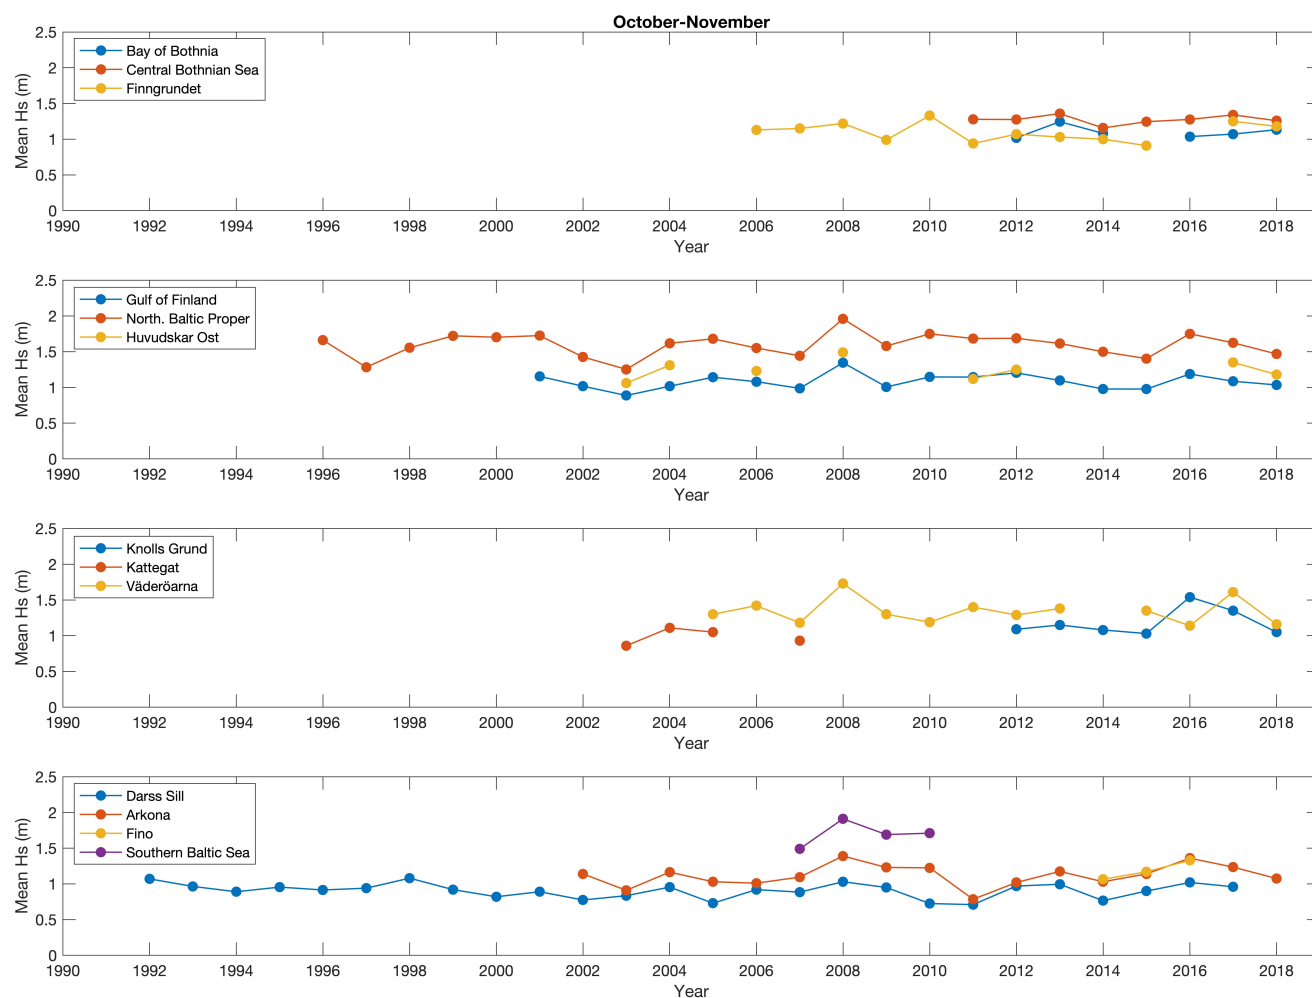 October-November
2.5
2
1.5
1
0.5
0
Mean Hs (m)
Bay of Bothnia
Central Bothnian Sea
Finngrundet
1990 1992 1994 1996 1998 2000 2002 2004 2006 2008 2010 2012 2014 2016 2018
Year
2.5
2
1.5
1
0.5
0
Mean Hs (m)
Gulf of Finland
North. Baltic Proper
Huvudskar Ost
1990 1992 1994 1996 1998 2000 2002 2004 2006 2008 2010 2012 2014 2016 2018
Year
2.5
2
1.5
1
0.5
0
Mean Hs (m)
Knolls Grund
Kattegat
Väderöarna
1990 1992 1994 1996 1998 2000 2002 2004 2006 2008 2010 2012 2014 2016 2018
Year
2.5
2
1.5
1
0.5
0
Mean Hs (m)
Darss Sill
Arkona
Fino
Southern Baltic Sea
1990 1992 1994 1996 1998 2000 2002 2004 2006 2008 2010 2012 2014 2016 2018
Year